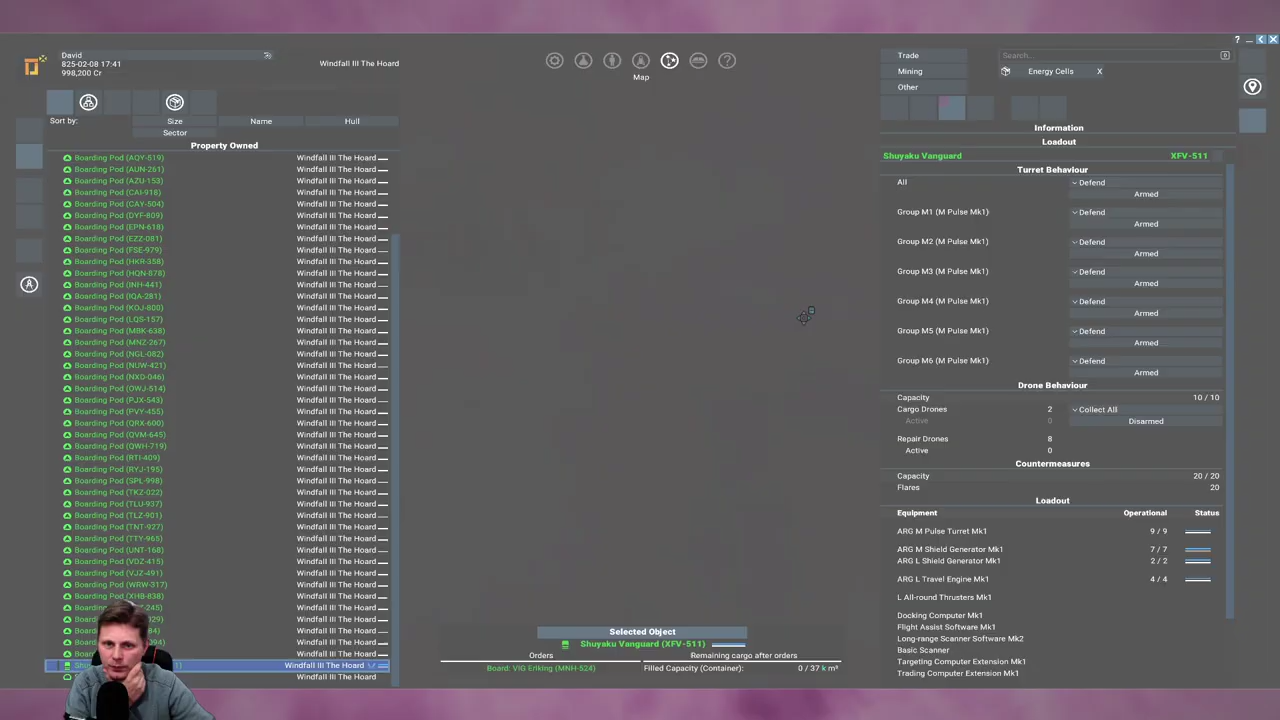 David
825-02-08 17:41
998,200 Cr
Windfall III The Hoard
Map
Sort by:
Size
Name
Hull
Sector
Property Owned
Boarding Pod (AQY-519) Windfall III The Hoard
Boarding Pod (AUN-261) Windfall III The Hoard
Boarding Pod (AZU-153) Windfall III The Hoard
Boarding Pod (CAI-918) Windfall III The Hoard
Boarding Pod (CAY-504) Windfall III The Hoard
Boarding Pod (DYF-809) Windfall III The Hoard
Boarding Pod (EPN-618) Windfall III The Hoard
Boarding Pod (EZZ-081) Windfall III The Hoard
Boarding Pod (FSE-979) Windfall III The Hoard
Boarding Pod (HKR-358) Windfall III The Hoard
Boarding Pod (HQN-878) Windfall III The Hoard
Boarding Pod (INH-441) Windfall III The Hoard
Boarding Pod (IQA-281) Windfall III The Hoard
Boarding Pod (KOJ-800) Windfall III The Hoard
Boarding Pod (LQS-157) Windfall III The Hoard
Boarding Pod (MBK-638) Windfall III The Hoard
Boarding Pod (MNZ-267) Windfall III The Hoard
Boarding Pod (NGL-082) Windfall III The Hoard
Boarding Pod (NUW-421) Windfall III The Hoard
Boarding Pod (NXD-046) Windfall III The Hoard
Boarding Pod (OWJ-514) Windfall III The Hoard
Boarding Pod (PJX-543) Windfall III The Hoard
Boarding Pod (PVY-455) Windfall III The Hoard
Boarding Pod (QRX-600) Windfall III The Hoard
Boarding Pod (QVM-645) Windfall III The Hoard
Boarding Pod (QWH-719) Windfall III The Hoard
Boarding Pod (RTI-409) Windfall III The Hoard
Boarding Pod (RYJ-195) Windfall III The Hoard
Boarding Pod (SPL-998) Windfall III The Hoard
Boarding Pod (TKZ-022) Windfall III The Hoard
Boarding Pod (TLU-937) Windfall III The Hoard
Boarding Pod (TLZ-901) Windfall III The Hoard
Boarding Pod (TNT-927) Windfall III The Hoard
Boarding Pod (TTY-965) Windfall III The Hoard
Boarding Pod (UNT-168) Windfall III The Hoard
Boarding Pod (VDZ-415) Windfall III The Hoard
Boarding Pod (VJZ-491) Windfall III The Hoard
Boarding Pod (WRW-317) Windfall III The Hoard
Boarding Pod (XHB-838) Windfall III The Hoard
Windfall III The Hoard
Windfall III The Hoard
Windfall III The Hoard
Windfall III The Hoard
Windfall III The Hoard
Windfall III The Hoard
Selected Object
Shuyaku Vanguard (XFV-511)
Orders
Remaining cargo after orders
Board: VIG Erlking (MNH-524)
Filled Capacity (Container): 0 / 37 k m³
Trade
Mining
Other
Search...
Energy Cells X
Information
Loadout
Shuyaku Vanguard XFV-511
Turret Behaviour
All Defend
Armed
Group M1 (M Pulse Mk1) Defend
Armed
Group M2 (M Pulse Mk1) Defend
Armed
Group M3 (M Pulse Mk1) Defend
Armed
Group M4 (M Pulse Mk1) Defend
Armed
Group M5 (M Pulse Mk1) Defend
Armed
Group M6 (M Pulse Mk1) Defend
Armed
Drone Behaviour
Capacity 10 / 10
Cargo Drones 2 Collect All
Active 0 Disarmed
Repair Drones 8
Active 0
Countermeasures
Capacity 20 / 20
Flares 20
Loadout
Equipment Operational Status
ARG M Pulse Turret Mk1 9 / 9
ARG M Shield Generator Mk1 7 / 7
ARG L Shield Generator Mk1 2 / 2
ARG L Travel Engine Mk1 4 / 4
L All-round Thrusters Mk1
Docking Computer Mk1
Flight Assist Software Mk1
Long-range Scanner Software Mk2
Basic Scanner
Targeting Computer Extension Mk1
Trading Computer Extension Mk1